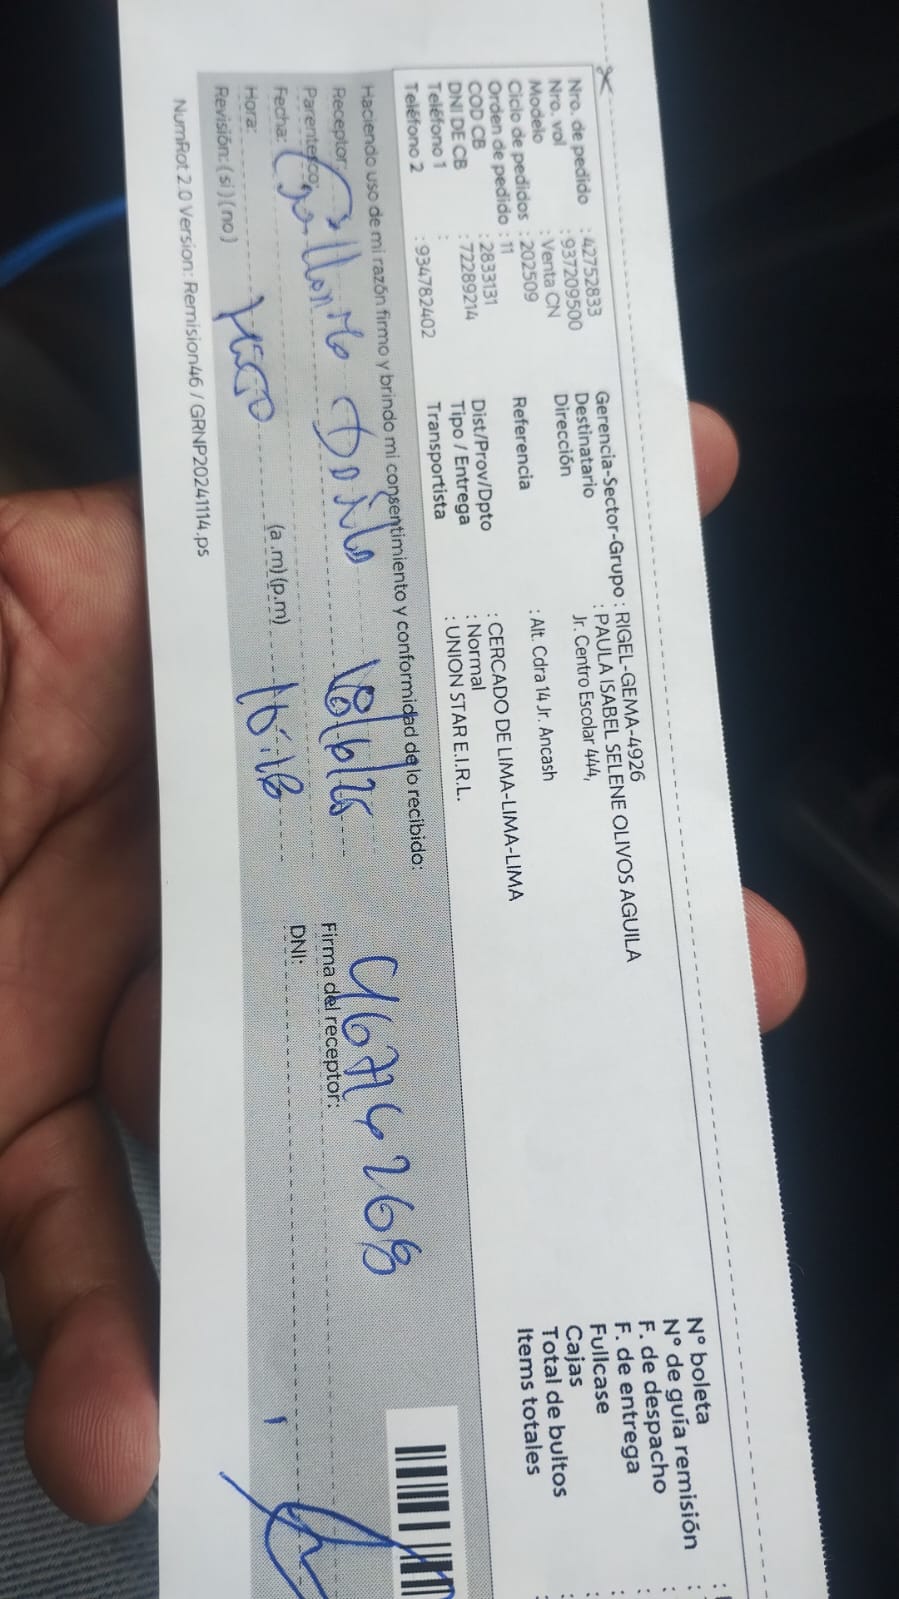 Nro. de pedido : 42752833
Nro. vol : 937209500
Modelo : Venta CN
Ciclo de pedidos : 202509
Orden de pedido : 11
COD CB : 2833131
DNI DE CB : 72289214
Teléfono 1 :
Teléfono 2 : 934782402
Gerencia-Sector-Grupo : RIGEL-GEMA-4926
Destinatario : PAULA ISABEL SELENE OLIVOS AGUILA
Dirección Jr. Centro Escolar 444,
Referencia : Alt. Cdra 14 Jr. Ancash
Dist/Prov/Dpto : CERCADO DE LIMA-LIMA-LIMA
Tipo / Entrega : Normal
Transportista : UNION STAR E.I.R.L.
N° boleta :
N° de guía remisión :
F. de despacho :
F. de entrega :
Fullcase :
Cajas :
Total de bultos :
Items totales :
Haciendo uso de mi razón firmo y brindo mi consentimiento y conformidad de lo recibido:
Receptor:
Parentesco:
Fecha:
Hora: (a.m) (p.m) 16:18
Revisión: (si) (no)
Firma del receptor:
DNI:
NumRot 2.0 Version: Remision46 / GRNP20241114.ps